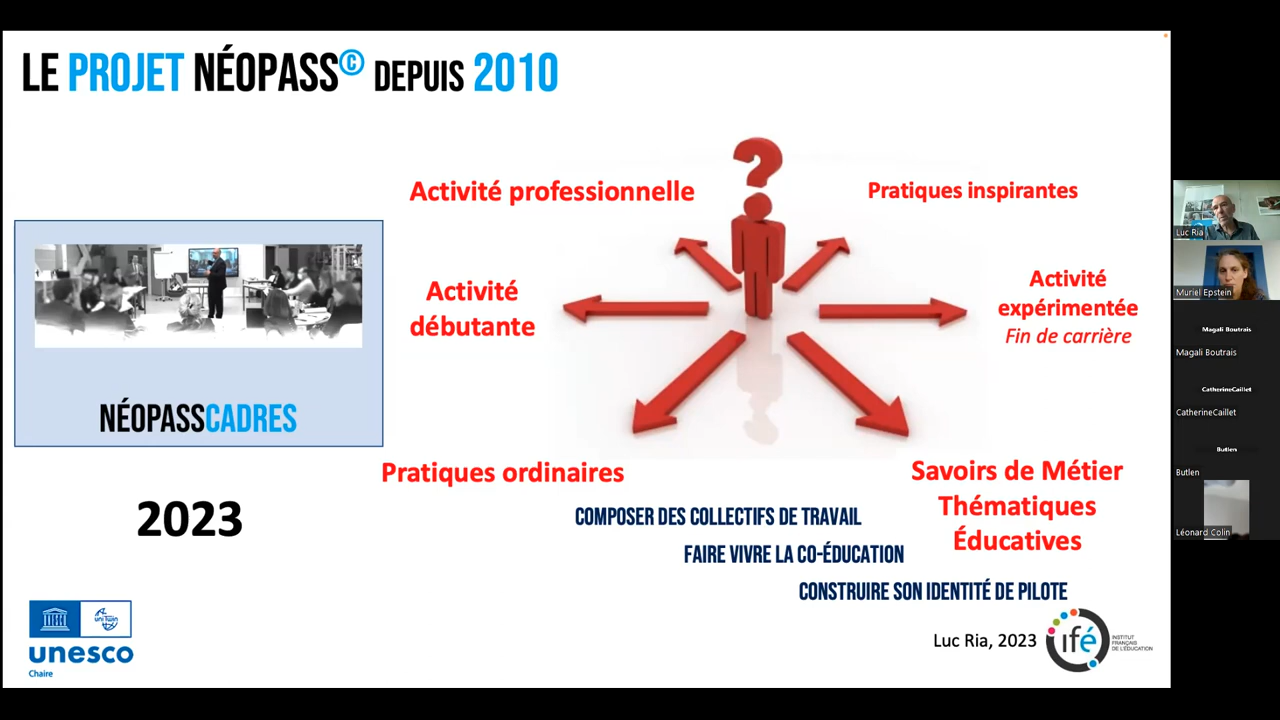 LE PROJET NÉOPASS© DEPUIS 2010
Activité professionnelle
Pratiques inspirantes
Activité
débutante
Activité
expérimentée
Fin de carrière
NÉOPASSCADRES
2023
Pratiques ordinaires
Savoirs de Métier
Thématiques
Éducatives
COMPOSER DES COLLECTIFS DE TRAVAIL
FAIRE VIVRE LA CO-ÉDUCATION
CONSTRUIRE SON IDENTITÉ DE PILOTE
uni Twin
unesco
Chaire
Luc Ria, 2023
ifé
INSTITUT
FRANÇAIS
DE L'ÉDUCATION
Luc Ria
Muriel Epstein
Magali Boutrais
Magali Boutrais
CatherineCaillet
CatherineCaillet
Butlen
Butlen
Léonard Colin